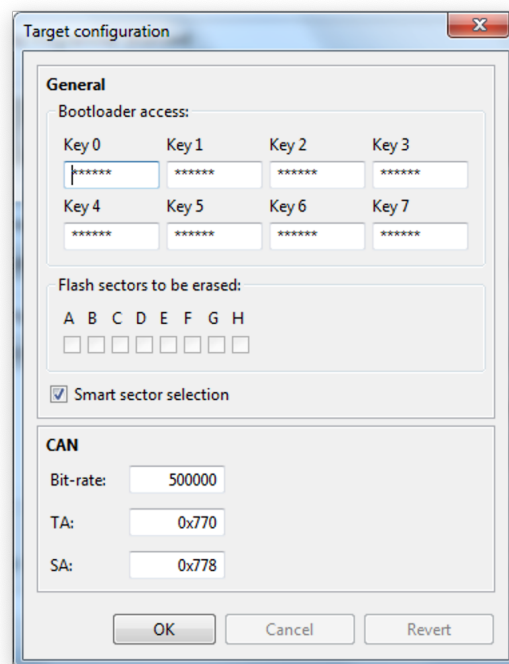 Target configuration
General
Bootloader access:
Key 0 Key 1 Key 2 Key 3
****** ****** ****** ******
Key 4 Key 5 Key 6 Key 7
****** ****** ****** ******
Flash sectors to be erased:
A B C D E F G H
Smart sector selection
CAN
Bit-rate: 500000
TA: 0x770
SA: 0x778
OK Cancel Revert